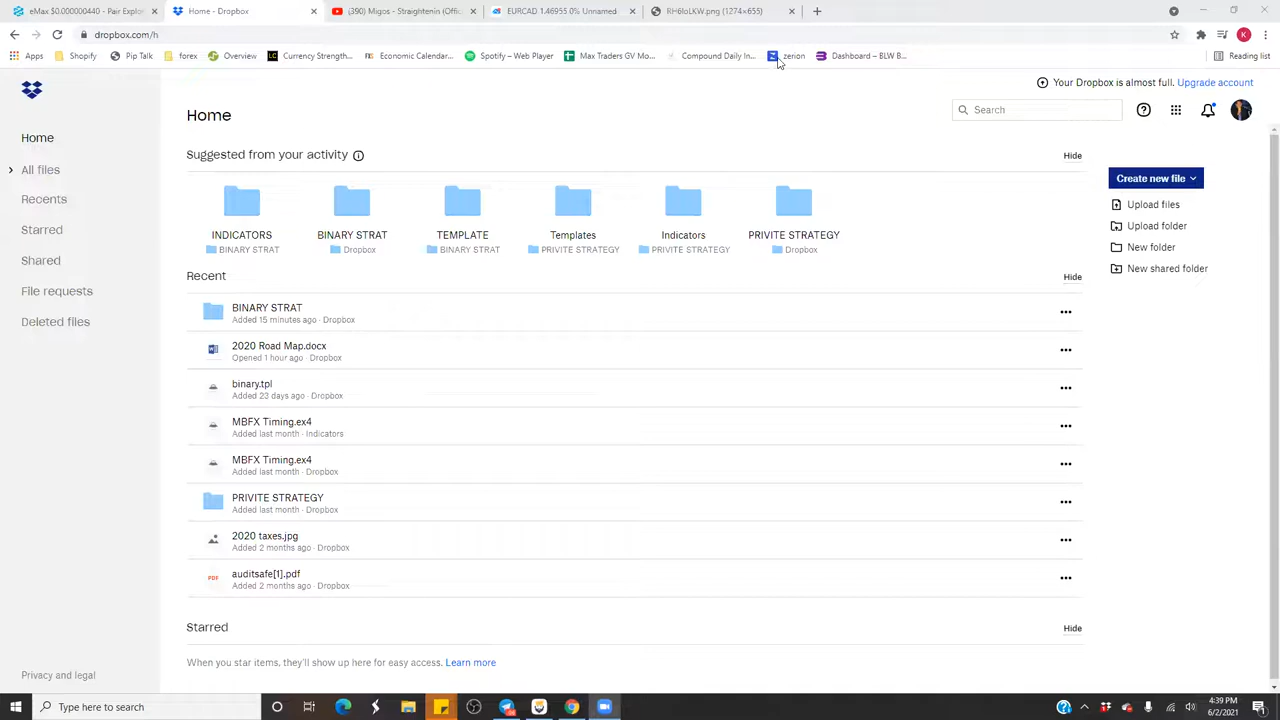 eMax $0.000000440 - Pair Explor
Home - Dropbox
(390) Migos - Straightenin (Offic
EURCAD 1.46955 0% Unnamed
RH6foLKW.png (1274×655)
dropbox.com/h
K
Apps
Shopping
Pip Talk
forex
Overview
Currency Strength...
Economic Calendar...
Spotify – Web Player
Max Traders GV Mo...
Compound Daily In...
zerion
Dashboard – BLW B...
Reading list
Your Dropbox is almost full. Upgrade account
Home
Search
Home
All files
Recents
Starred
Shared
File requests
Deleted files
Privacy and legal
Suggested from your activity
Hide
INDICATORS
BINARY STRAT
BINARY STRAT
Dropbox
TEMPLATE
BINARY STRAT
Templates
PRIVITE STRATEGY
Indicators
PRIVITE STRATEGY
PRIVITE STRATEGY
Dropbox
Recent
Hide
BINARY STRAT
Added 15 minutes ago · Dropbox
2020 Road Map.docx
Opened 1 hour ago · Dropbox
binary.tpl
Added 23 days ago · Dropbox
MBFX Timing.ex4
Added last month · Indicators
MBFX Timing.ex4
Added last month · Dropbox
PRIVITE STRATEGY
Added last month · Dropbox
2020 taxes.jpg
Added 2 months ago · Dropbox
PDF
auditsafe[1].pdf
Added 2 months ago · Dropbox
Starred
Hide
When you star items, they'll show up here for easy access. Learn more
Create new file
Upload files
Upload folder
New folder
New shared folder
Type here to search
4:39 PM
6/2/2021